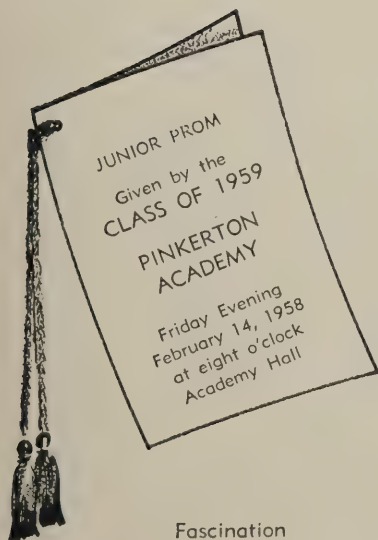 JUNIOR PROM
Given by the
CLASS OF 1959
PINKERTON
ACADEMY
Friday Evening
February 14, 1958
at eight o'clock
Academy Hall
Fascination